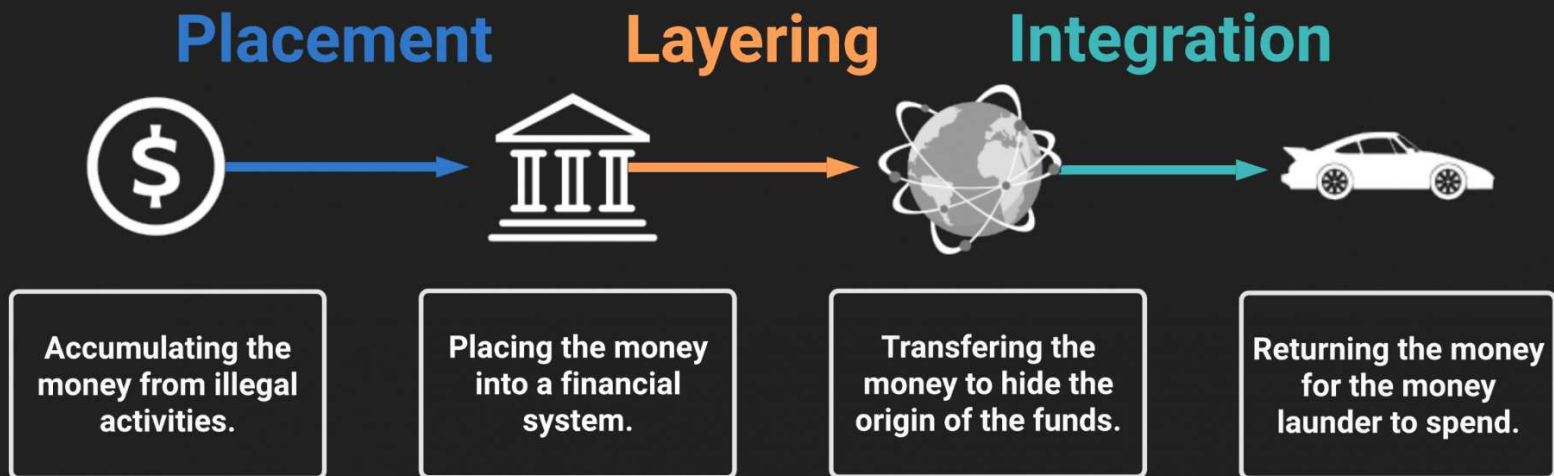 Placement
Layering
Integration
$
Accumulating the
money from illegal
activities.
Placing the money
into a financial
system.
Transfering the
money to hide the
origin of the funds.
Returning the money
for the money
launder to spend.